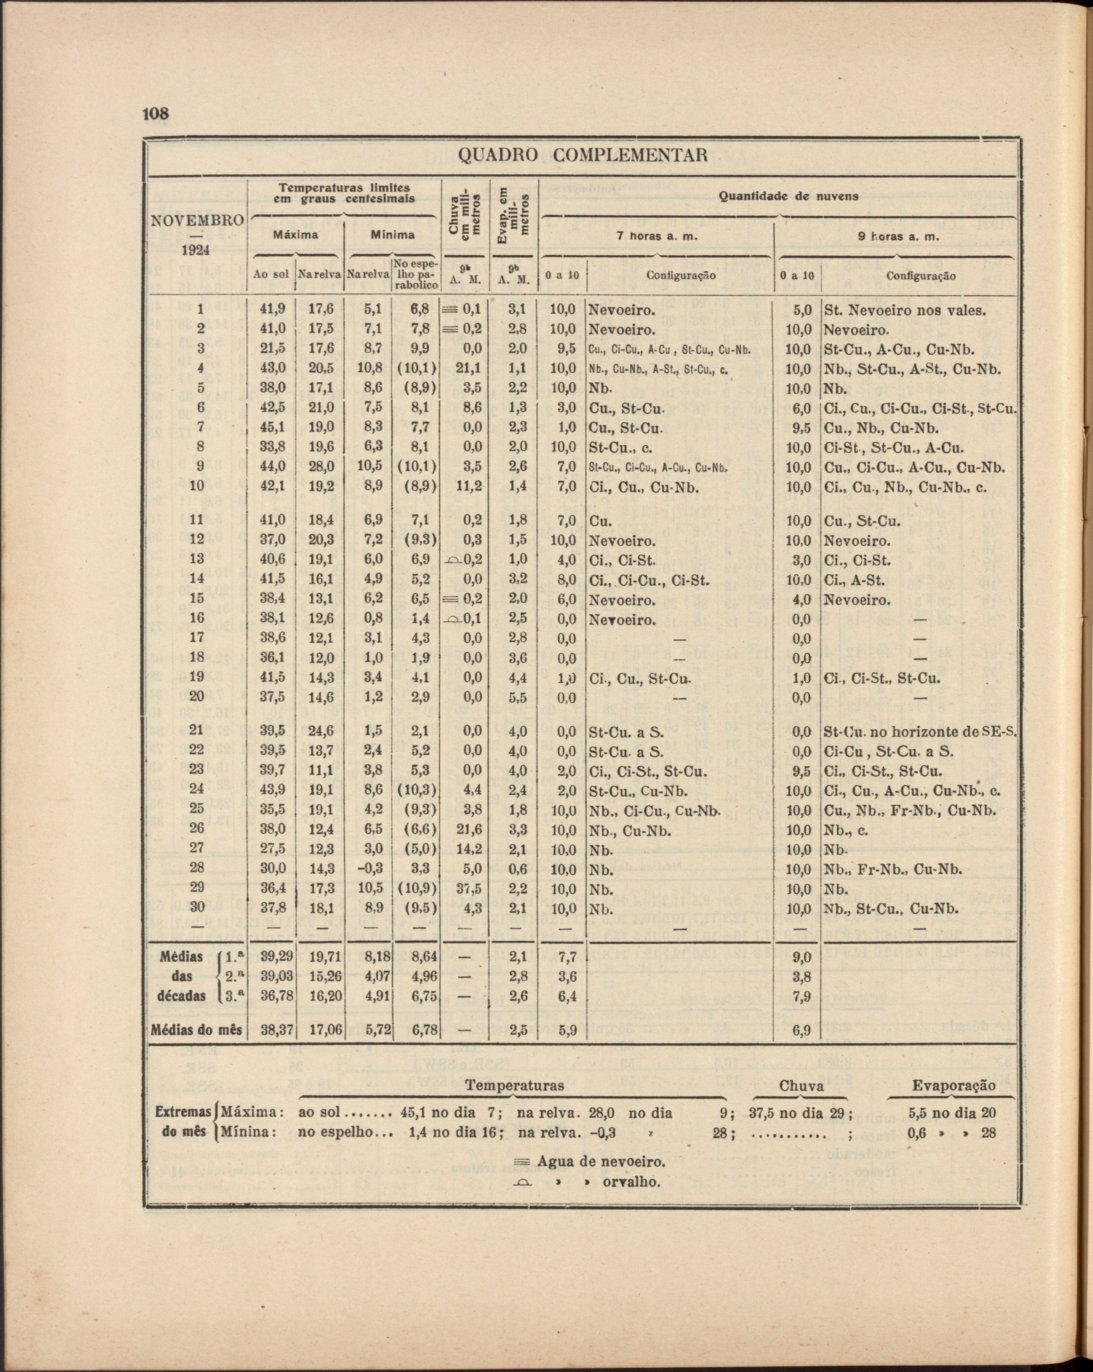 108
QUADRO COMPLEMENTAR
NOVEMBRO
—
1924
Temperaturas limites
em graus centesimais
Máxima
Mínima
Ao sol
Na relva
Na relva
No espe-
lho pa-
rabolico
Chuva
em mili-
metros
9h
A. M.
Evap. em
mili-
metros
9h
A. M.
Quantidade de nuvens
7 horas a. m.
9 horas a. m.
0 a 10
Configuração
0 a 10
Configuração
1 41,9 17,6 5,1 6,8 ≡ 0,1 3,1 10,0 Nevoeiro. 5,0 St. Nevoeiro nos vales.
2 41,0 17,5 7,1 7,8 ≡ 0,2 2,8 10,0 Nevoeiro. 10,0 Nevoeiro.
3 21,5 17,6 8,7 9,9 0,0 2,0 9,5 Cu., Ci-Cu., A-Cu , St-Cu., Cu-Nb. 10,0 St-Cu., A-Cu., Cu-Nb.
4 43,0 20,5 10,8 (10,1) 21,1 1,1 10,0 Nb., Cu-Nb., A-St., St-Cu., c. 10,0 Nb., St-Cu., A-St., Cu-Nb.
5 38,0 17,1 8,6 (8,9) 3,5 2,2 10,0 Nb. 10,0 Nb.
6 42,5 21,0 7,5 8,1 8,6 1,3 3,0 Cu., St-Cu. 6,0 Ci., Cu., Ci-Cu., Ci-St., St-Cu.
7 45,1 19,0 8,3 7,7 0,0 2,3 1,0 Cu., St-Cu. 9,5 Cu., Nb., Cu-Nb.
8 33,8 19,6 6,3 8,1 0,0 2,0 10,0 St-Cu., c. 10,0 Ci-St., St-Cu., A-Cu.
9 44,0 28,0 10,5 (10,1) 3,5 2,6 7,0 St-Cu., Ci-Cu., A-Cu., Cu-Nb. 10,0 Cu., Ci-Cu., A-Cu., Cu-Nb.
10 42,1 19,2 8,9 (8,9) 11,2 1,4 7,0 Ci., Cu., Cu-Nb. 10,0 Ci., Cu., Nb., Cu-Nb., c.
11 41,0 18,4 6,9 7,1 0,2 1,8 7,0 Cu. 10,0 Cu., St-Cu.
12 37,0 20,3 7,2 (9,3) 0,3 1,5 10,0 Nevoeiro. 10,0 Nevoeiro.
13 40,6 19,1 6,0 6,9 ⌓ 0,2 1,0 4,0 Ci., Ci-St. 3,0 Ci., Ci-St.
14 41,5 16,1 4,9 5,2 0,0 3,2 8,0 Ci., Ci-Cu., Ci-St. 10,0 Ci., A-St.
15 38,4 13,1 6,2 6,5 ≡ 0,2 2,0 6,0 Nevoeiro. 4,0 Nevoeiro.
16 38,1 12,6 0,8 1,4 ⌓ 0,1 2,5 0,0 Nevoeiro. 0,0 —
17 38,6 12,1 3,1 4,3 0,0 2,8 0,0 — 0,0 —
18 36,1 12,0 1,0 1,9 0,0 3,6 0,0 — 0,0 —
19 41,5 14,3 3,4 4,1 0,0 4,4 1,0 Ci., Cu., St-Cu. 1,0 Ci., Ci-St., St-Cu.
20 37,5 14,6 1,2 2,9 0,0 5,5 0,0 — 0,0 —
21 39,5 24,6 1,5 2,1 0,0 4,0 0,0 St-Cu. a S. 0,0 St-Cu. no horizonte de SE-S.
22 39,5 13,7 2,4 5,2 0,0 4,0 0,0 St-Cu. a S. 0,0 Ci-Cu , St-Cu. a S.
23 39,7 11,1 3,8 5,3 0,0 4,0 2,0 Ci., Ci-St., St-Cu. 9,5 Ci., Ci-St., St-Cu.
24 43,9 19,1 8,6 (10,3) 4,4 2,4 2,0 St-Cu., Cu-Nb. 10,0 Ci., Cu., A-Cu., Cu-Nb., c.
25 35,5 19,1 4,2 (9,3) 3,8 1,8 10,0 Nb., Ci-Cu., Cu-Nb. 10,0 Cu., Nb., Fr-Nb., Cu-Nb.
26 38,0 12,4 6,5 (6,6) 21,6 3,3 10,0 Nb., Cu-Nb. 10,0 Nb., c.
27 27,5 12,3 3,0 (5,0) 14,2 2,1 10,0 Nb. 10,0 Nb.
28 30,0 14,3 -0,3 3,3 5,0 0,6 10,0 Nb. 10,0 Nb., Fr-Nb., Cu-Nb.
29 36,4 17,3 10,5 (10,9) 37,5 2,2 10,0 Nb. 10,0 Nb.
30 37,8 18,1 8,9 (9,5) 4,3 2,1 10,0 Nb. 10,0 Nb., St-Cu., Cu-Nb.
— — — — — — — — — — —
Médias 1.ª 39,29 19,71 8,18 8,64 — 2,1 7,7 9,0
das 2.ª 39,03 15,26 4,07 4,96 — 2,8 3,6 3,8
décadas 3.ª 36,78 16,20 4,91 6,75 — 2,6 6,4 7,9
Médias do mês 38,37 17,06 5,72 6,78 — 2,5 5,9 6,9
Temperaturas Chuva Evaporação
Extremas Máxima: ao sol ....... 45,1 no dia 7; na relva. 28,0 no dia 9; 37,5 no dia 29; 5,5 no dia 20
do mês Mínina: no espelho... 1,4 no dia 16; na relva. -0,3 » 28; ........... ; 0,6 » » 28
≡ Agua de nevoeiro.
⌓ » » orvalho.